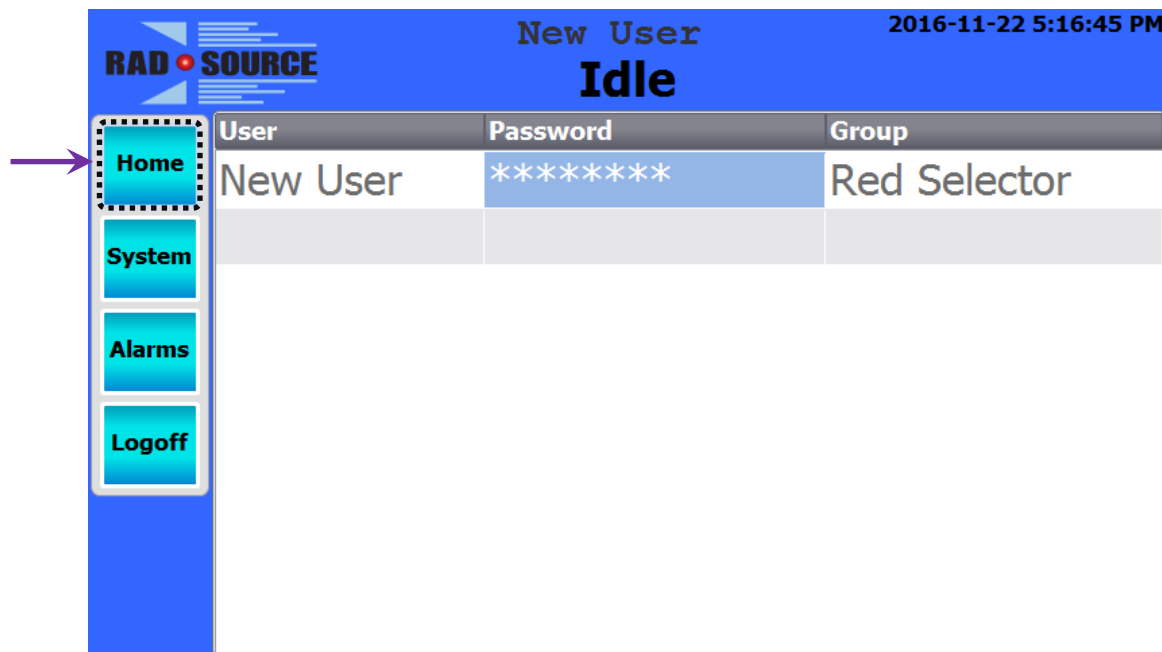 RAD SOURCE
New User
Idle
2016-11-22 5:16:45 PM
Home
System
Alarms
Logoff
User Password Group
New User ******** Red Selector